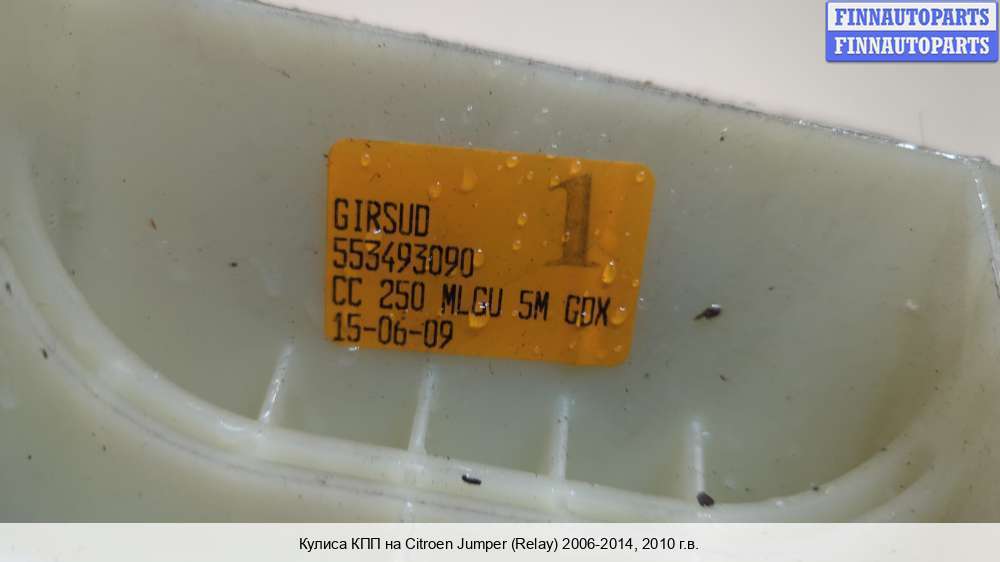 FINNAUTOPARTS
FINNAUTOPARTS
1
GIRSUD
553493090
CC 250 MLGU 5M GDX
15-06-09
Кулиса КПП на Citroen Jumper (Relay) 2006-2014, 2010 г.в.